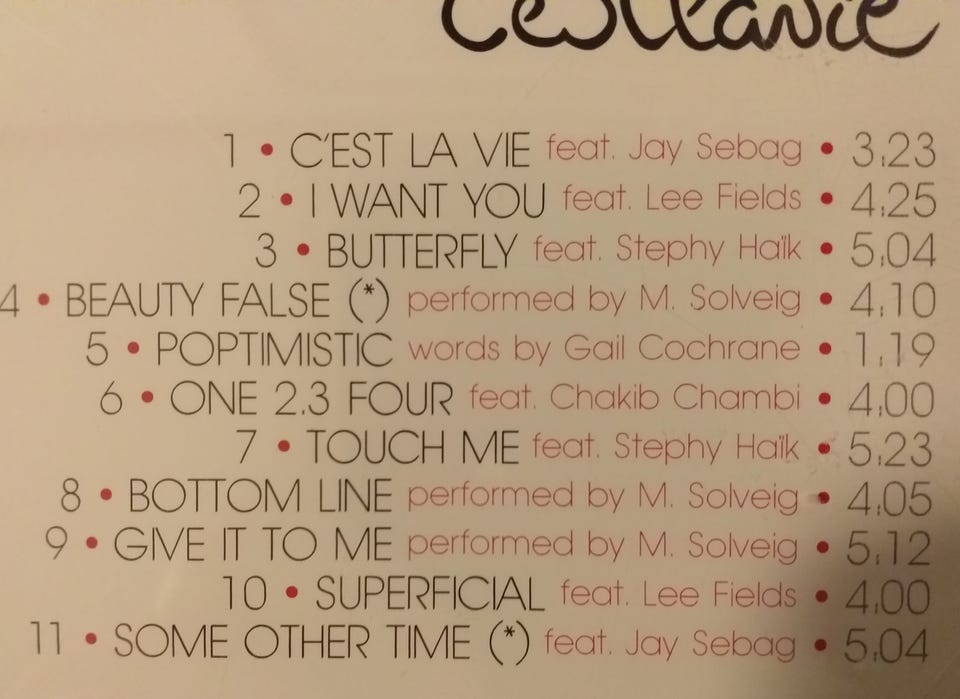 C'est la vie
1 • C'EST LA VIE feat. Jay Sebag • 3.23
2 • I WANT YOU feat. Lee Fields • 4.25
3 • BUTTERFLY feat. Stephy Haïk • 5.04
4 • BEAUTY FALSE (*) performed by M. Solveig • 4.10
5 • POPTIMISTIC words by Gail Cochrane • 1.19
6 • ONE 2.3 FOUR feat. Chakib Chambi • 4.00
7 • TOUCH ME feat. Stephy Haïk • 5.23
8 • BOTTOM LINE performed by M. Solveig • 4.05
9 • GIVE IT TO ME performed by M. Solveig • 5.12
10 • SUPERFICIAL feat. Lee Fields • 4.00
11 • SOME OTHER TIME (*) feat. Jay Sebag • 5.04